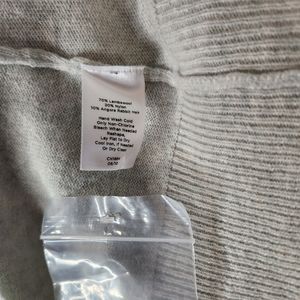 70% Lambswool
20% Nylon
10% Angora Rabbit Hair
Hand Wash Cold
Only Non-Chlorine
Bleach When Needed
Reshape,
Lay Flat to Dry
Cool Iron, if Needed
Or Dry Clean